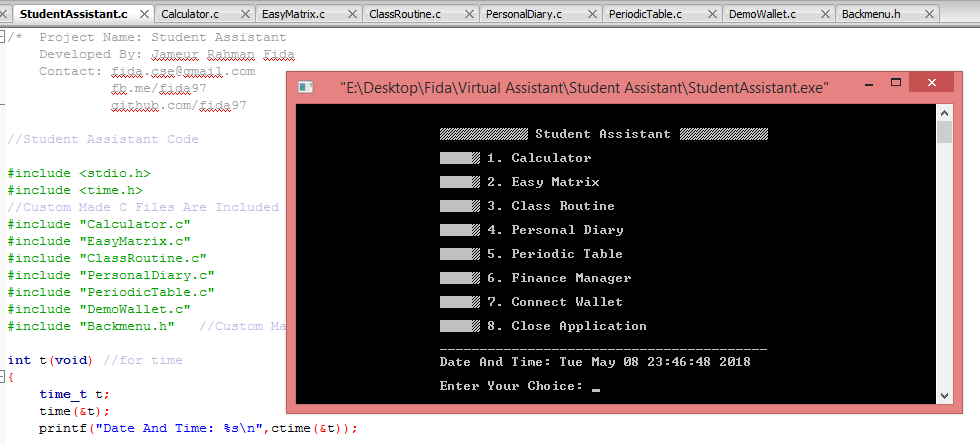 StudentAssistant.c Calculator.c EasyMatrix.c ClassRoutine.c PersonalDiary.c PeriodicTable.c DemoWallet.c Backmenu.h
/* Project Name: Student Assistant
Developed By: Jameur Rahman Fida
Contact: fida.cse@gmail.com
fb.me/fida97
github.com/fida97
//Student Assistant Code
#include <stdio.h>
#include <time.h>
//Custom Made C Files Are Included
#include "Calculator.c"
#include "EasyMatrix.c"
#include "ClassRoutine.c"
#include "PersonalDiary.c"
#include "PeriodicTable.c"
#include "DemoWallet.c"
#include "Backmenu.h" //Custom Ma
int t(void) //for time
{
time_t t;
time(&t);
printf("Date And Time: %s\n",ctime(&t));
"E:\Desktop\Fida\Virtual Assistant\Student Assistant\StudentAssistant.exe"
Student Assistant
1. Calculator
2. Easy Matrix
3. Class Routine
4. Personal Diary
5. Periodic Table
6. Finance Manager
7. Connect Wallet
8. Close Application
Date And Time: Tue May 08 23:46:48 2018
Enter Your Choice: _